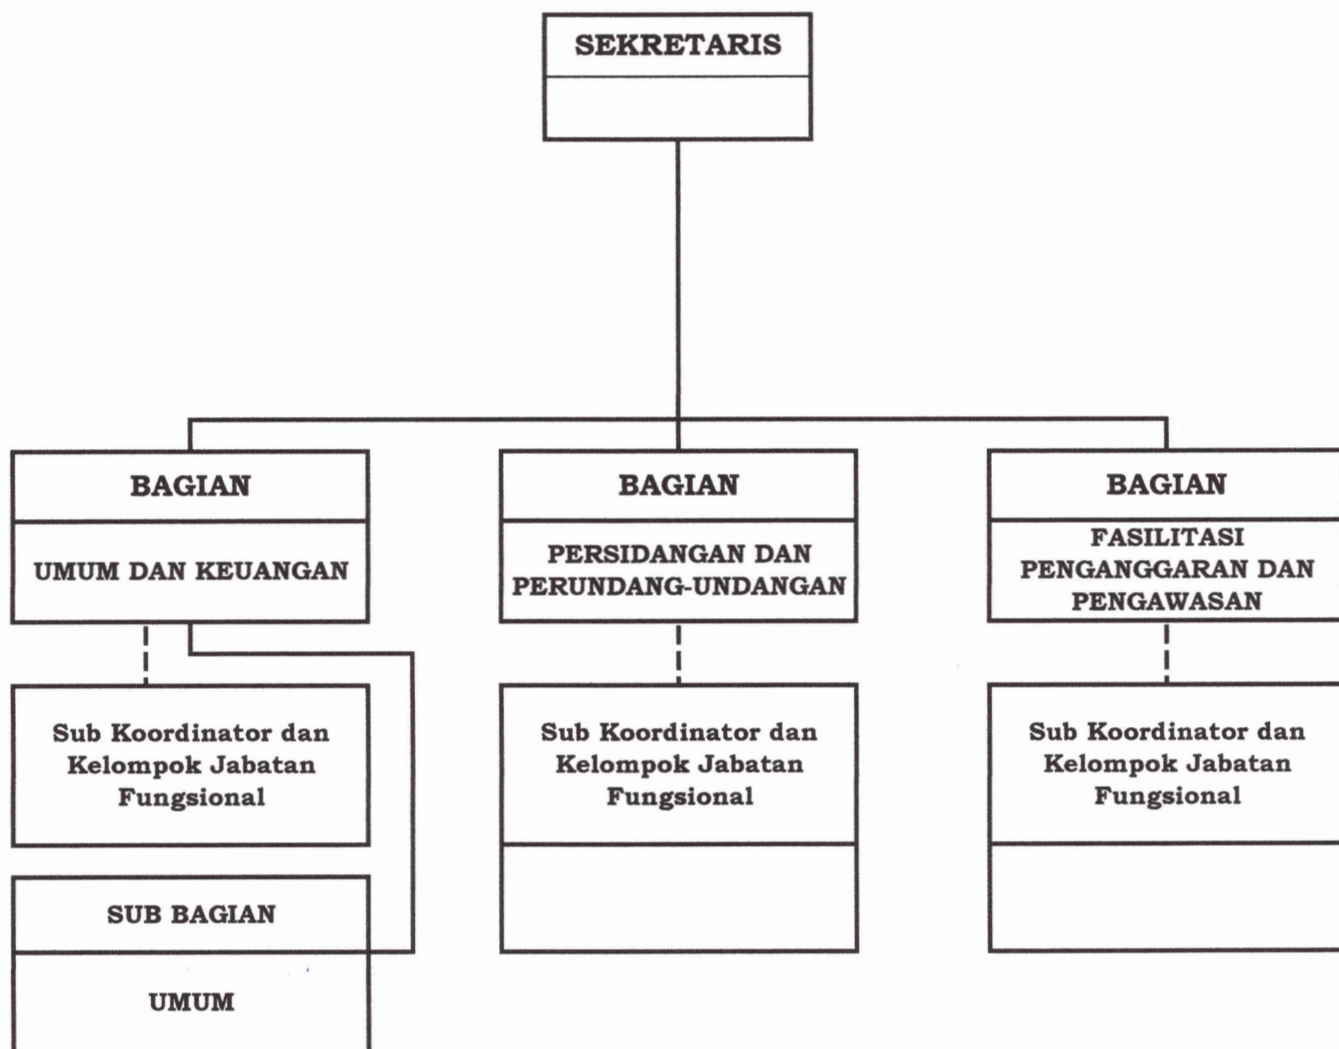 SEKRETARIS
BAGIAN
UMUM DAN KEUANGAN
BAGIAN
PERSIDANGAN DAN
PERUNDANG-UNDANGAN
BAGIAN
FASILITASI
PENGANGGARAN DAN
PENGAWASAN
Sub Koordinator dan
Kelompok Jabatan
Fungsional
Sub Koordinator dan
Kelompok Jabatan
Fungsional
Sub Koordinator dan
Kelompok Jabatan
Fungsional
SUB BAGIAN
UMUM